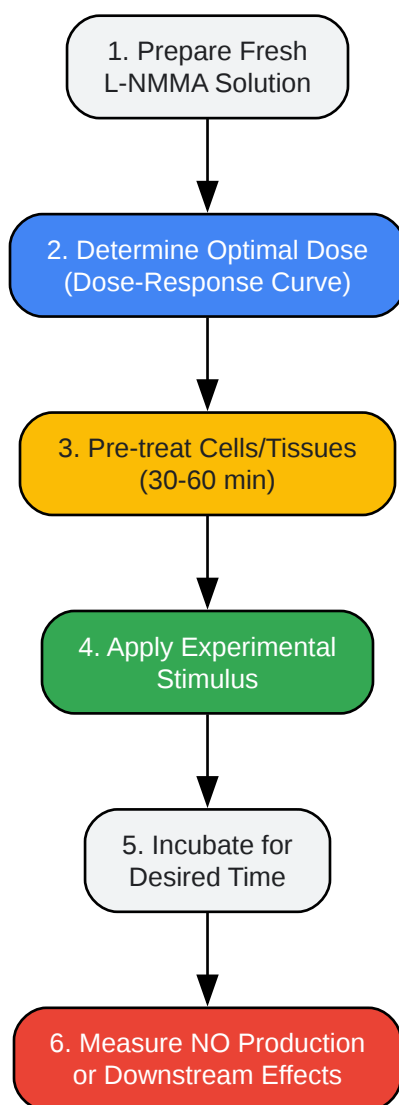 1. Prepare Fresh
L-NMMA Solution
2. Determine Optimal Dose
(Dose-Response Curve)
3. Pre-treat Cells/Tissues
(30-60 min)
4. Apply Experimental
Stimulus
5. Incubate for
Desired Time
6. Measure NO Production
or Downstream Effects